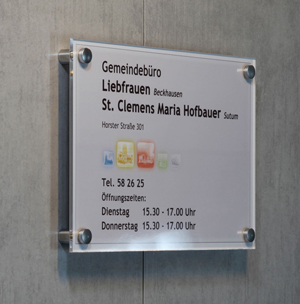 Gemeindebüro
Liebfrauen Beckhausen
St. Clemens Maria Hofbauer Sutum
Horster Straße 301
Tel. 58 26 25
Öffnungszeiten:
Dienstag 15.30 - 17.00 Uhr
Donnerstag 15.30 - 17.00 Uhr